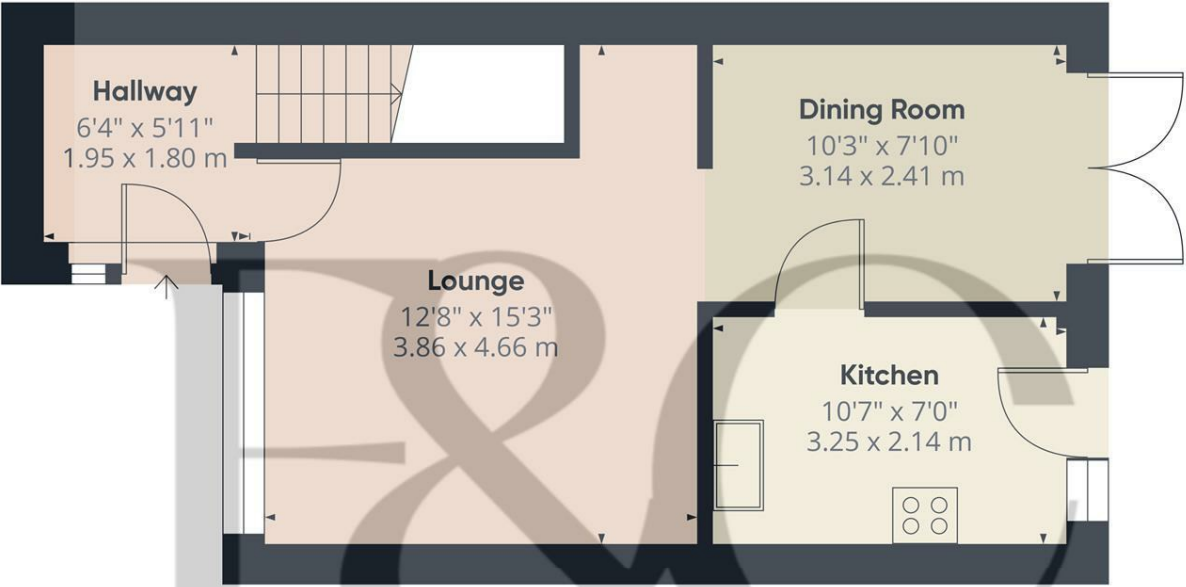 Hallway
6'4" x 5'11"
1.95 x 1.80 m
Dining Room
10'3" x 7'10"
3.14 x 2.41 m
Lounge
12'8" x 15'3"
3.86 x 4.66 m
Kitchen
10'7" x 7'0"
3.25 x 2.14 m
F&C